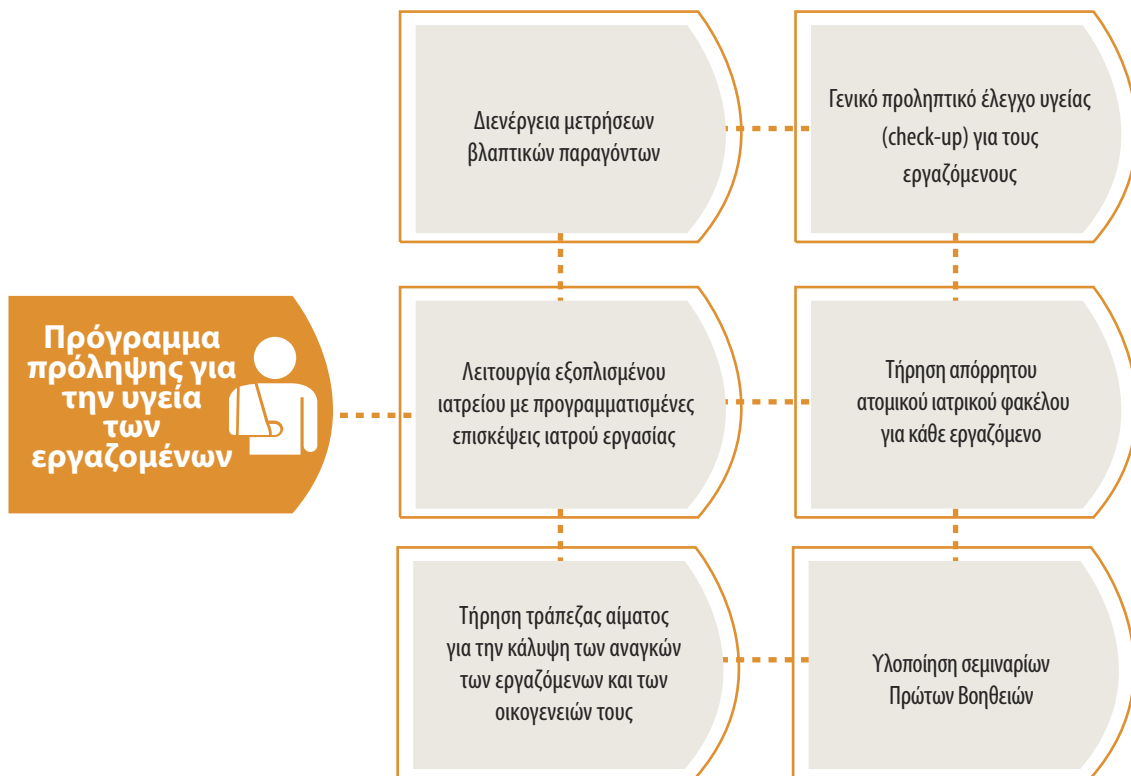 Πρόγραμμα
πρόληψης για
την υγεία
των
εργαζομένων
Διενέργεια μετρήσεων
βλαπτικών παραγόντων
Γενικό προληπτικό έλεγχο υγείας
(check-up) για τους
εργαζόμενους
Λειτουργία εξοπλισμένου
ιατρείου με προγραμματισμένες
επισκέψεις ιατρού εργασίας
Τήρηση απόρρητου
ατομικού ιατρικού φακέλου
για κάθε εργαζόμενο
Τήρηση τράπεζας αίματος
για την κάλυψη των αναγκών
των εργαζόμενων και των
οικογενειών τους
Υλοποίηση σεμιναρίων
Πρώτων Βοηθειών